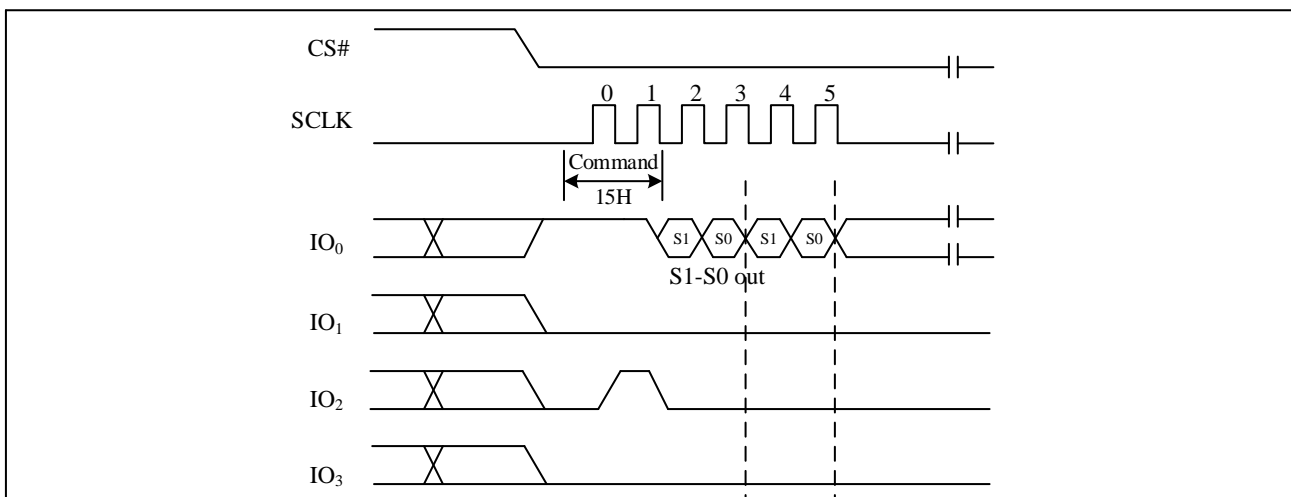 CS#
0 1 2 3 4 5
SCLK
Command
15H
IO₀
S1 S0 S1 S0
S1-S0 out
IO₁
IO₂
IO₃